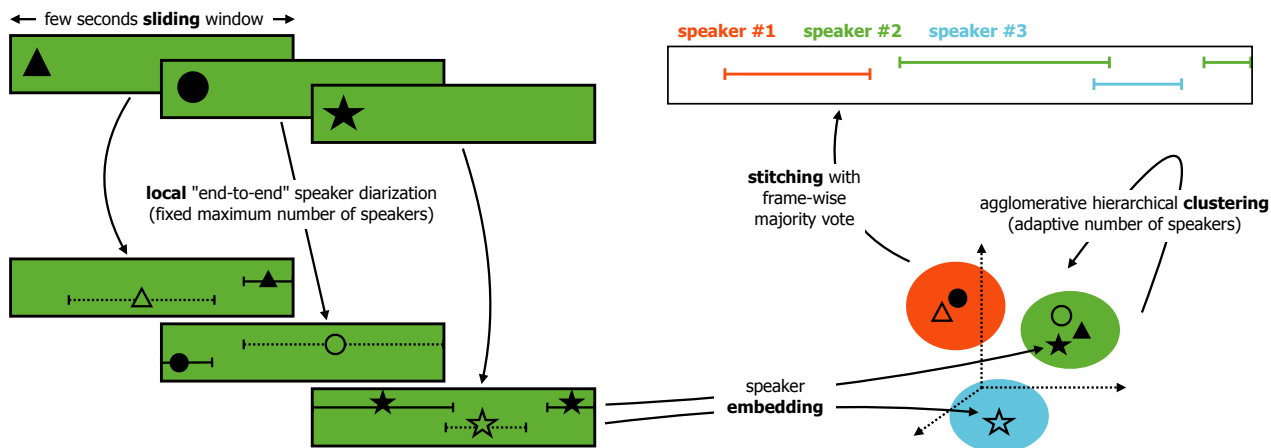 few seconds sliding window
local "end-to-end" speaker diarization
(fixed maximum number of speakers)
speaker #1 speaker #2 speaker #3
stitching with
frame-wise
majority vote
agglomerative hierarchical clustering
(adaptive number of speakers)
speaker
embedding